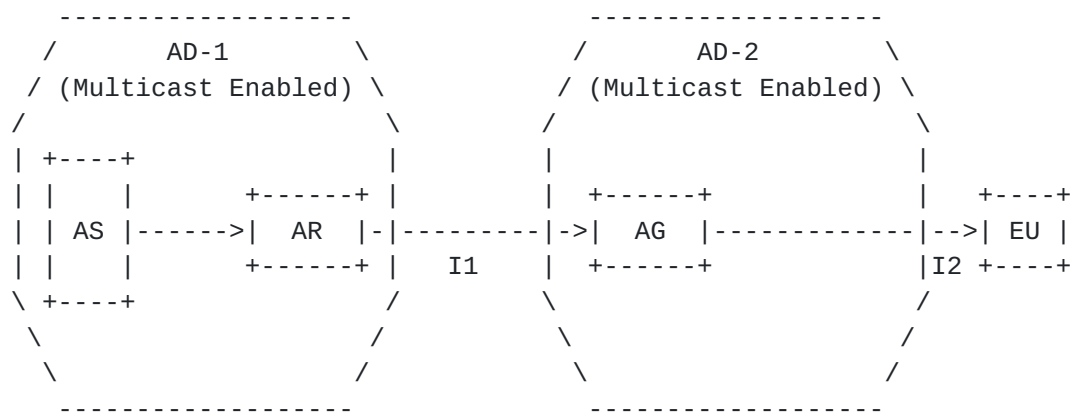 AD-1 AD-2
(Multicast Enabled) (Multicast Enabled)
AS AR AG EU
I1 I2